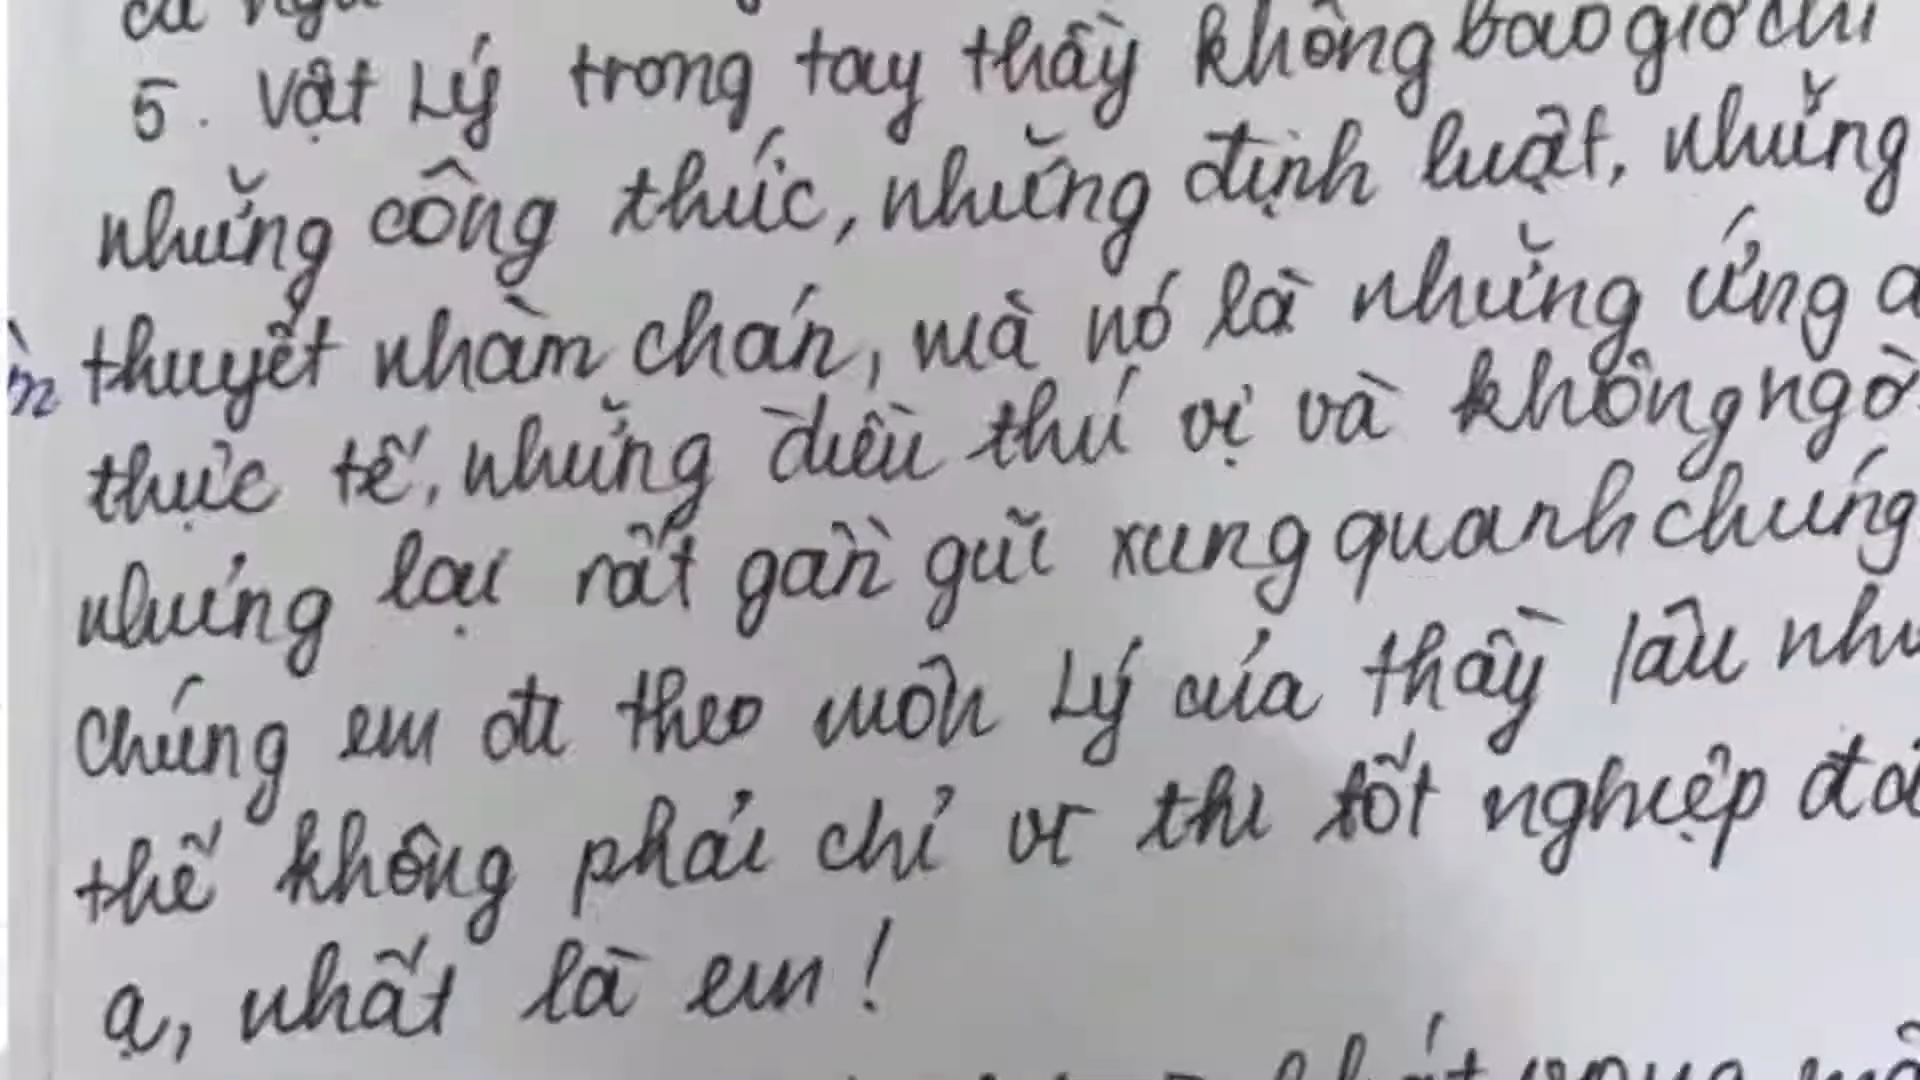 5. Vật Lý trong tay thầy không bao giờ chỉ
những công thức, những định luật, những
thuyết nhàm chán, mà nó là những ứng
thực tế, những điều thú vị và không ngờ
nhưng lại rất gần gũi xung quanh chúng
chúng em đi theo môn Lý của thầy lâu như
thế không phải chỉ vì thi tốt nghiệp đâ
ạ, nhất là em!